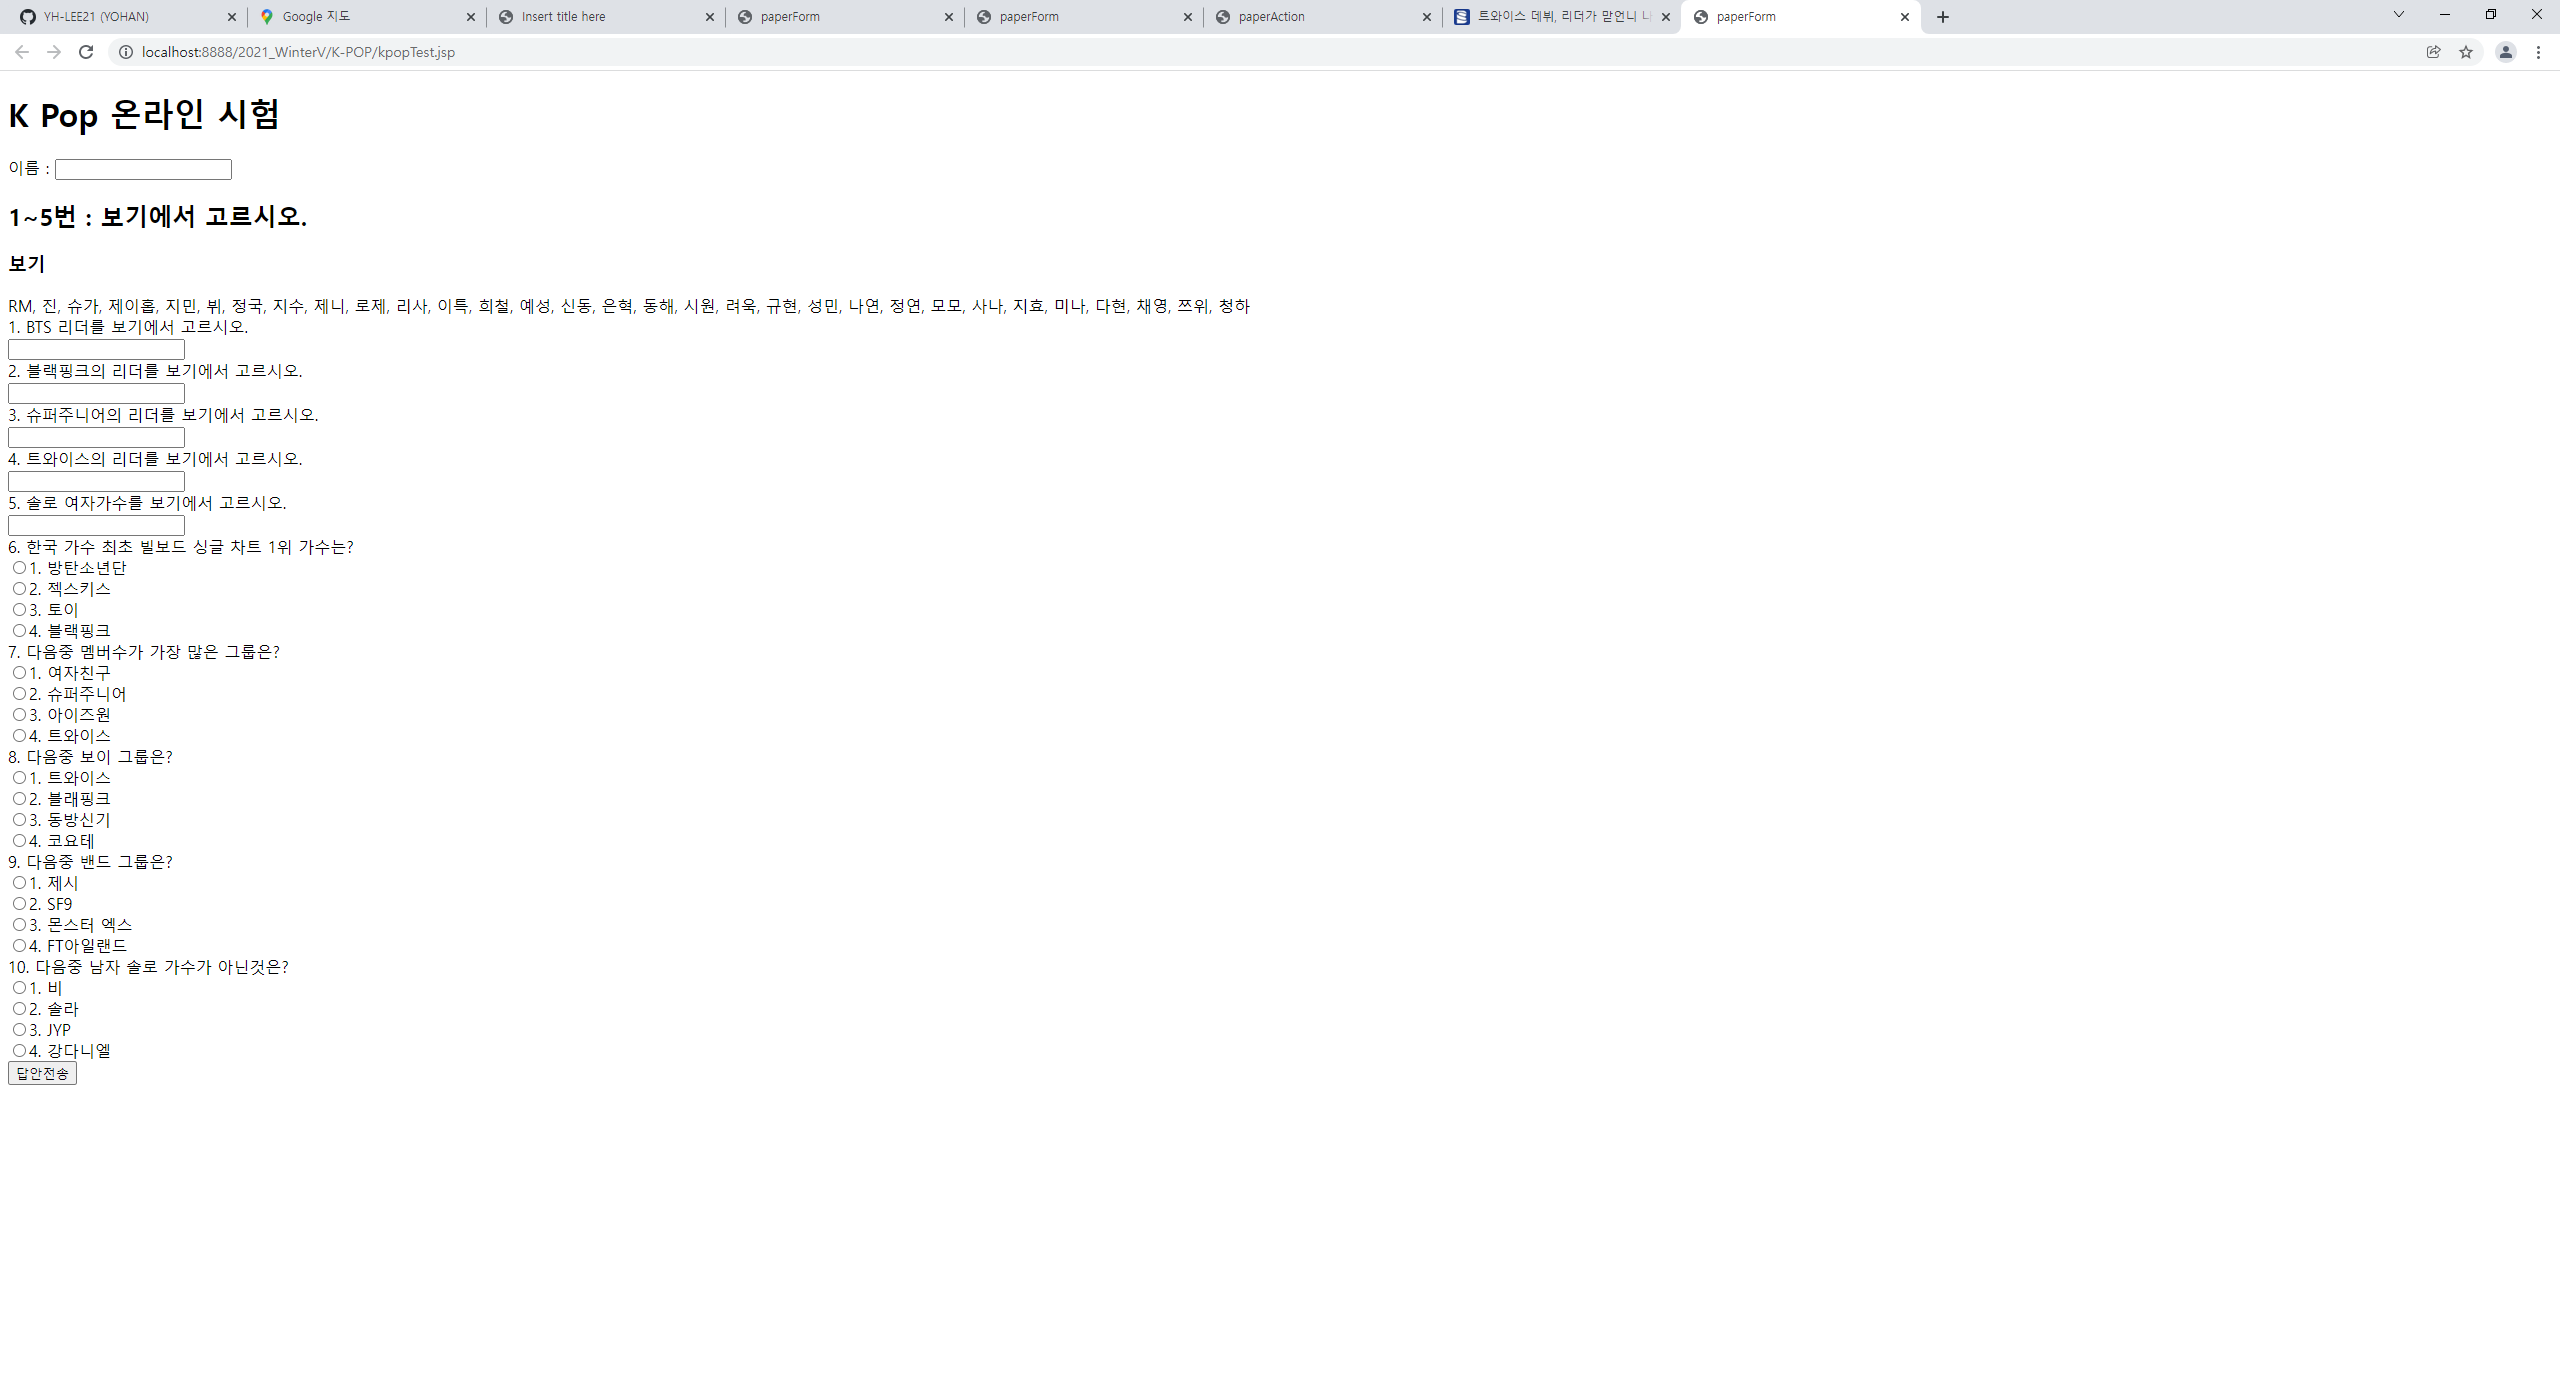 YH-LEE21 (YOHAN)
Google 지도
Insert title here
paperForm
paperForm
paperAction
트와이스 데뷔, 리더가 맏언니 나
paperForm
localhost:8888/2021_WinterV/K-POP/kpopTest.jsp
K Pop 온라인 시험
이름 :
1~5번 : 보기에서 고르시오.
보기
RM, 진, 슈가, 제이홉, 지민, 뷔, 정국, 지수, 제니, 로제, 리사, 이특, 희철, 예성, 신동, 은혁, 동해, 시원, 려욱, 규현, 성민, 나연, 정연, 모모, 사나, 지효, 미나, 다현, 채영, 쯔위, 청하
1. BTS 리더를 보기에서 고르시오.
2. 블랙핑크의 리더를 보기에서 고르시오.
3. 슈퍼주니어의 리더를 보기에서 고르시오.
4. 트와이스의 리더를 보기에서 고르시오.
5. 솔로 여자가수를 보기에서 고르시오.
6. 한국 가수 최초 빌보드 싱글 차트 1위 가수는?
1. 방탄소년단
2. 젝스키스
3. 토이
4. 블랙핑크
7. 다음중 멤버수가 가장 많은 그룹은?
1. 여자친구
2. 슈퍼주니어
3. 아이즈원
4. 트와이스
8. 다음중 보이 그룹은?
1. 트와이스
2. 블래핑크
3. 동방신기
4. 코요테
9. 다음중 밴드 그룹은?
1. 제시
2. SF9
3. 몬스터 엑스
4. FT아일랜드
10. 다음중 남자 솔로 가수가 아닌것은?
1. 비
2. 솔라
3. JYP
4. 강다니엘
답안전송